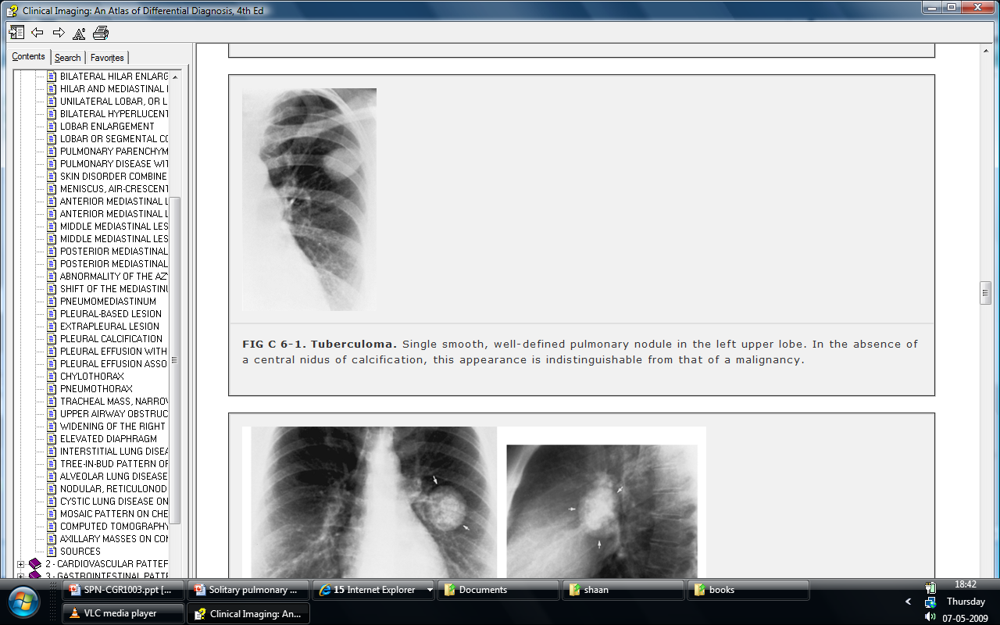 Clinical Imaging: An Atlas of Differential Diagnosis, 4th Ed
Contents
Search
Favorites
BILATERAL HILAR ENLARG
HILAR AND MEDIASTINAL
UNILATERAL LOBAR, OR L
BILATERAL HYPERLUCENT
LOBAR ENLARGEMENT
LOBAR OR SEGMENTAL CO
PULMONARY PARENCHYM
PULMONARY DISEASE WIT
SKIN DISORDER COMBINE
MENISCUS, AIR-CRESCENT
ANTERIOR MEDIASTINAL L
ANTERIOR MEDIASTINAL L
MIDDLE MEDIASTINAL LES
MIDDLE MEDIASTINAL LES
POSTERIOR MEDIASTINAL
POSTERIOR MEDIASTINAL
ABNORMALITY OF THE AZY
SHIFT OF THE MEDIASTINU
PNEUMOMEDIASTINUM
PLEURAL-BASED LESION
EXTRAPLEURAL LESION
PLEURAL CALCIFICATION
PLEURAL EFFUSION WITH
PLEURAL EFFUSION ASSO
CHYLOTHORAX
PNEUMOTHORAX
TRACHEAL MASS, NARROV
UPPER AIRWAY OBSTRUC
WIDENING OF THE RIGHT
ELEVATED DIAPHRAGM
INTERSTITIAL LUNG DISEA
TREE-IN-BUD PATTERN OF
ALVEOLAR LUNG DISEASE
NODULAR, RETICULONOD
CYSTIC LUNG DISEASE ON
MOSAIC PATTERN ON CHE
COMPUTED TOMOGRAPHY
AXILLARY MASSES ON COM
SOURCES
2 - CARDIOVASCULAR PATTER
3 - GASTROINTESTINAL PATT
FIG C 6-1. Tuberculoma. Single smooth, well-defined pulmonary nodule in the left upper lobe. In the absence of
a central nidus of calcification, this appearance is indistinguishable from that of a malignancy.
SPN-CGR1003.ppt [...
Solitary pulmonary ...
15 Internet Explorer
Documents
shaan
books
VLC media player
Clinical Imaging: An...
18:42
Thursday
07-05-2009